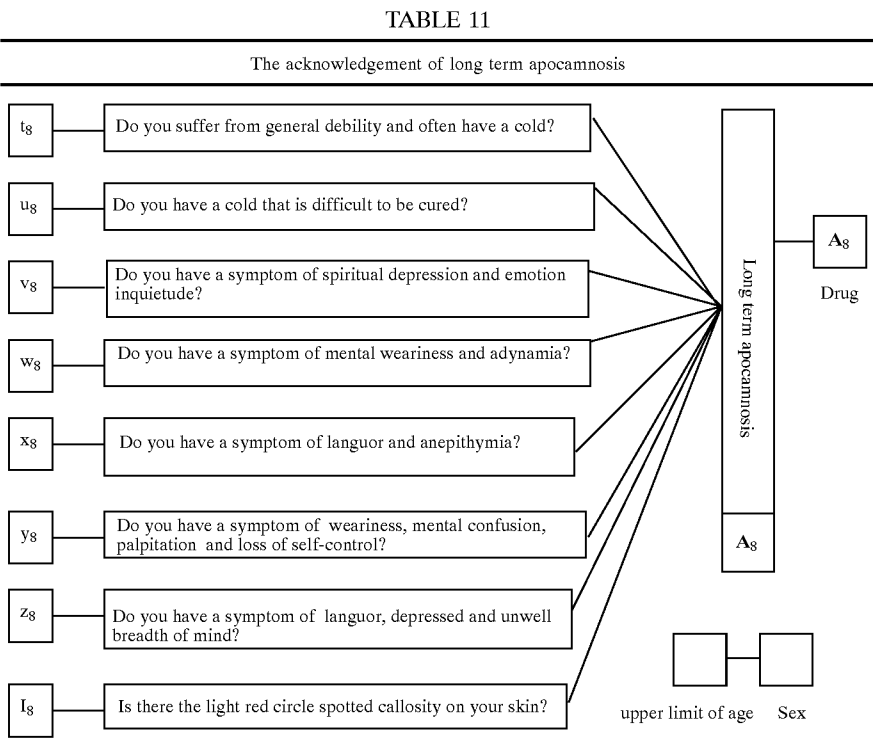 TABLE 11
The acknowledgement of long term apocamnosis
t8
Do you suffer from general debility and often have a cold?
u8
Do you have a cold that is difficult to be cured?
v8
Do you have a symptom of spiritual depression and emotion
inquietude?
w8
Do you have a symptom of mental weariness and adynamia?
x8
Do you have a symptom of languor and anepithymia?
y8
Do you have a symptom of weariness, mental confusion,
palpitation and loss of self-control?
z8
Do you have a symptom of languor, depressed and unwell
breadth of mind?
I8
Is there the light red circle spotted callosity on your skin?
Long term apocamnosis
A8
A8
Drug
upper limit of age
Sex